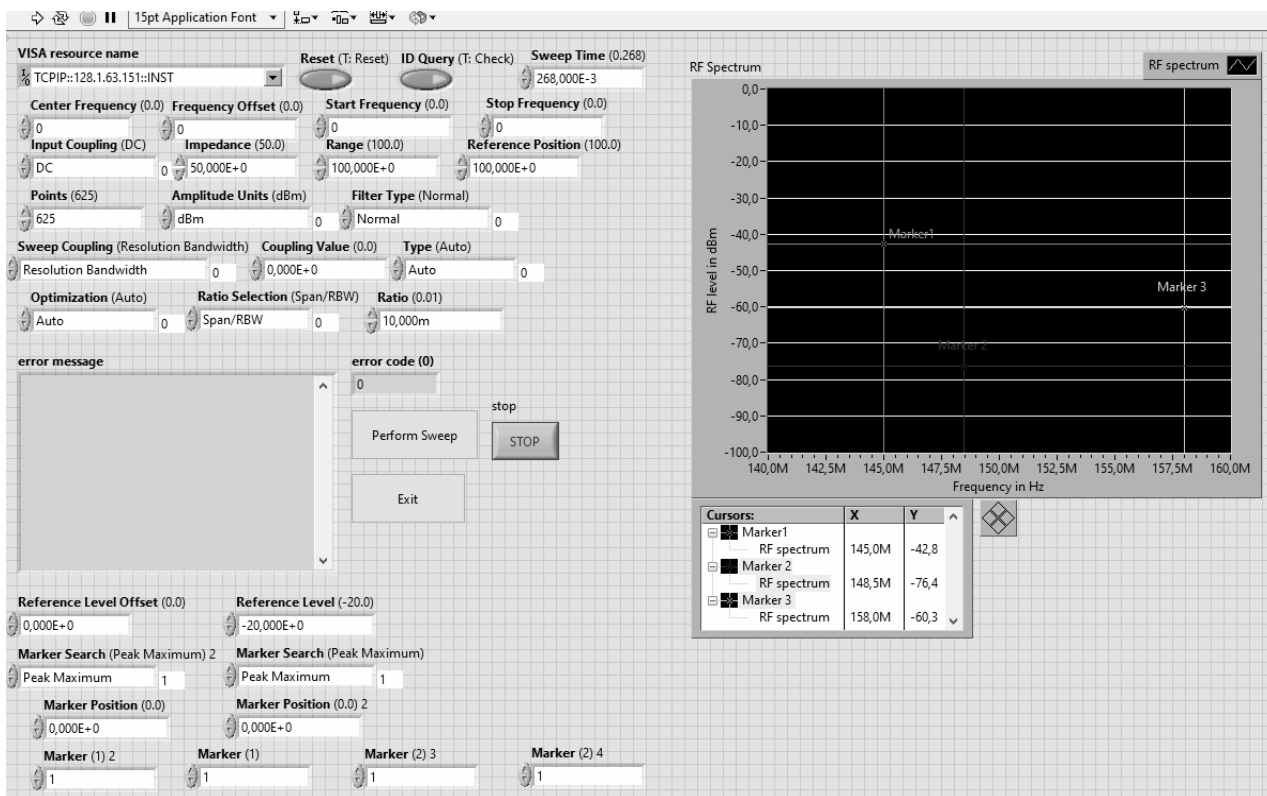 15pt Application Font
VISA resource name
TCPIP::128.1.63.151::INST
Reset (T: Reset) ID Query (T: Check) Sweep Time (0.268)
268,000E-3
Center Frequency (0.0) Frequency Offset (0.0) Start Frequency (0.0) Stop Frequency (0.0)
0 0 0 0
Input Coupling (DC) Impedance (50.0) Range (100.0) Reference Position (100.0)
DC 0 50,000E+0 100,000E+0 100,000E+0
Points (625) Amplitude Units (dBm) Filter Type (Normal)
625 dBm 0 Normal 0
Sweep Coupling (Resolution Bandwidth) Coupling Value (0.0) Type (Auto)
Resolution Bandwidth 0 0,000E+0 Auto 0
Optimization (Auto) Ratio Selection (Span/RBW) Ratio (0.01)
Auto 0 Span/RBW 0 10,000m
error message error code (0)
0
stop
Perform Sweep STOP
Exit
Reference Level Offset (0.0) Reference Level (-20.0)
0,000E+0 -20,000E+0
Marker Search (Peak Maximum) 2 Marker Search (Peak Maximum)
Peak Maximum 1 Peak Maximum 1
Marker Position (0.0) Marker Position (0.0) 2
0,000E+0 0,000E+0
Marker (1) 2 Marker (1) Marker (2) 3 Marker (2) 4
1 1 1 1
RF Spectrum RF spectrum
0,0
-10,0
-20,0
-30,0
-40,0
-50,0
-60,0
-70,0
-80,0
-90,0
-100,0
RF level in dBm
Marker1
Marker 3
Marker 2
140,0M 142,5M 145,0M 147,5M 150,0M 152,5M 155,0M 157,5M 160,0M
Frequency in Hz
Cursors: X Y
Marker1
RF spectrum 145,0M -42,8
Marker 2
RF spectrum 148,5M -76,4
Marker 3
RF spectrum 158,0M -60,3